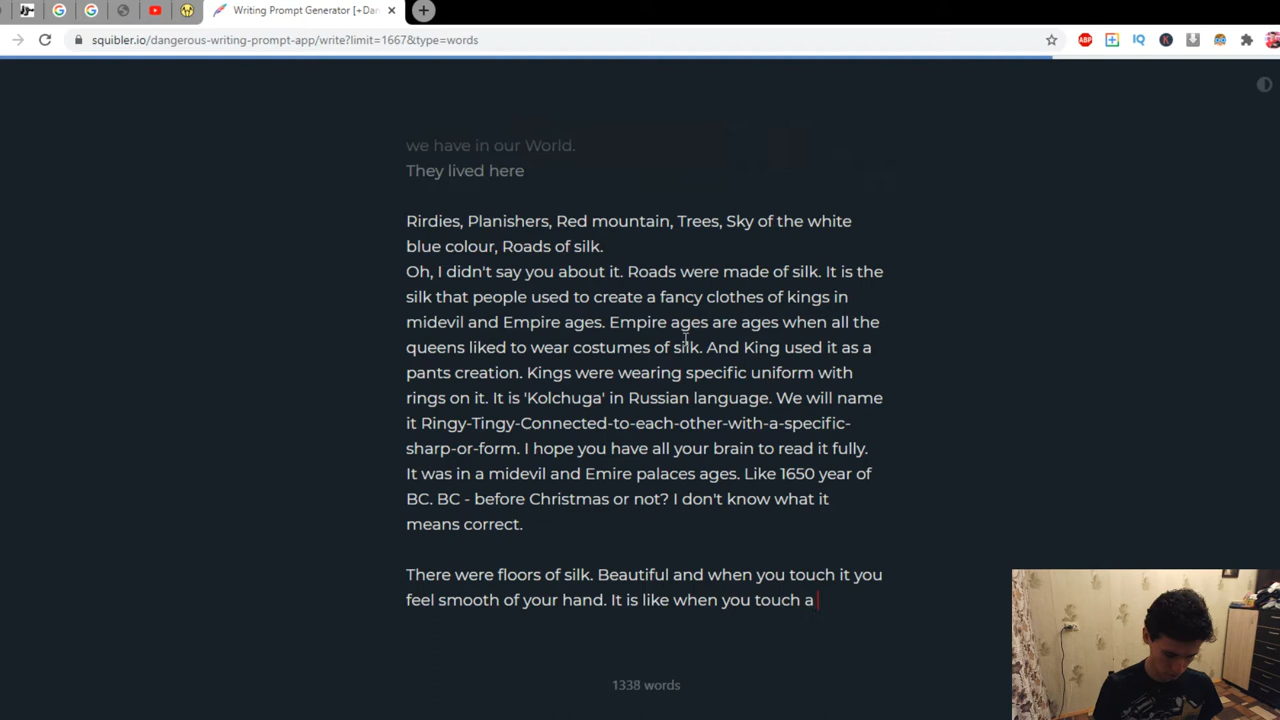 Writing Prompt Generator [+Dan
squibler.io/dangerous-writing-prompt-app/write?limit=1667&type=words
ABP
IQ
K
we have in our World.
They lived here
Rirdies, Planishers, Red mountain, Trees, Sky of the white
blue colour, Roads of silk.
Oh, I didn't say you about it. Roads were made of silk. It is the
silk that people used to create a fancy clothes of kings in
midevil and Empire ages. Empire ages are ages when all the
queens liked to wear costumes of silk. And King used it as a
pants creation. Kings were wearing specific uniform with
rings on it. It is 'Kolchuga' in Russian language. We will name
it Ringy-Tingy-Connected-to-each-other-with-a-specific-
sharp-or-form. I hope you have all your brain to read it fully.
It was in a midevil and Emire palaces ages. Like 1650 year of
BC. BC - before Christmas or not? I don't know what it
means correct.
There were floors of silk. Beautiful and when you touch it you
feel smooth of your hand. It is like when you touch a
1338 words